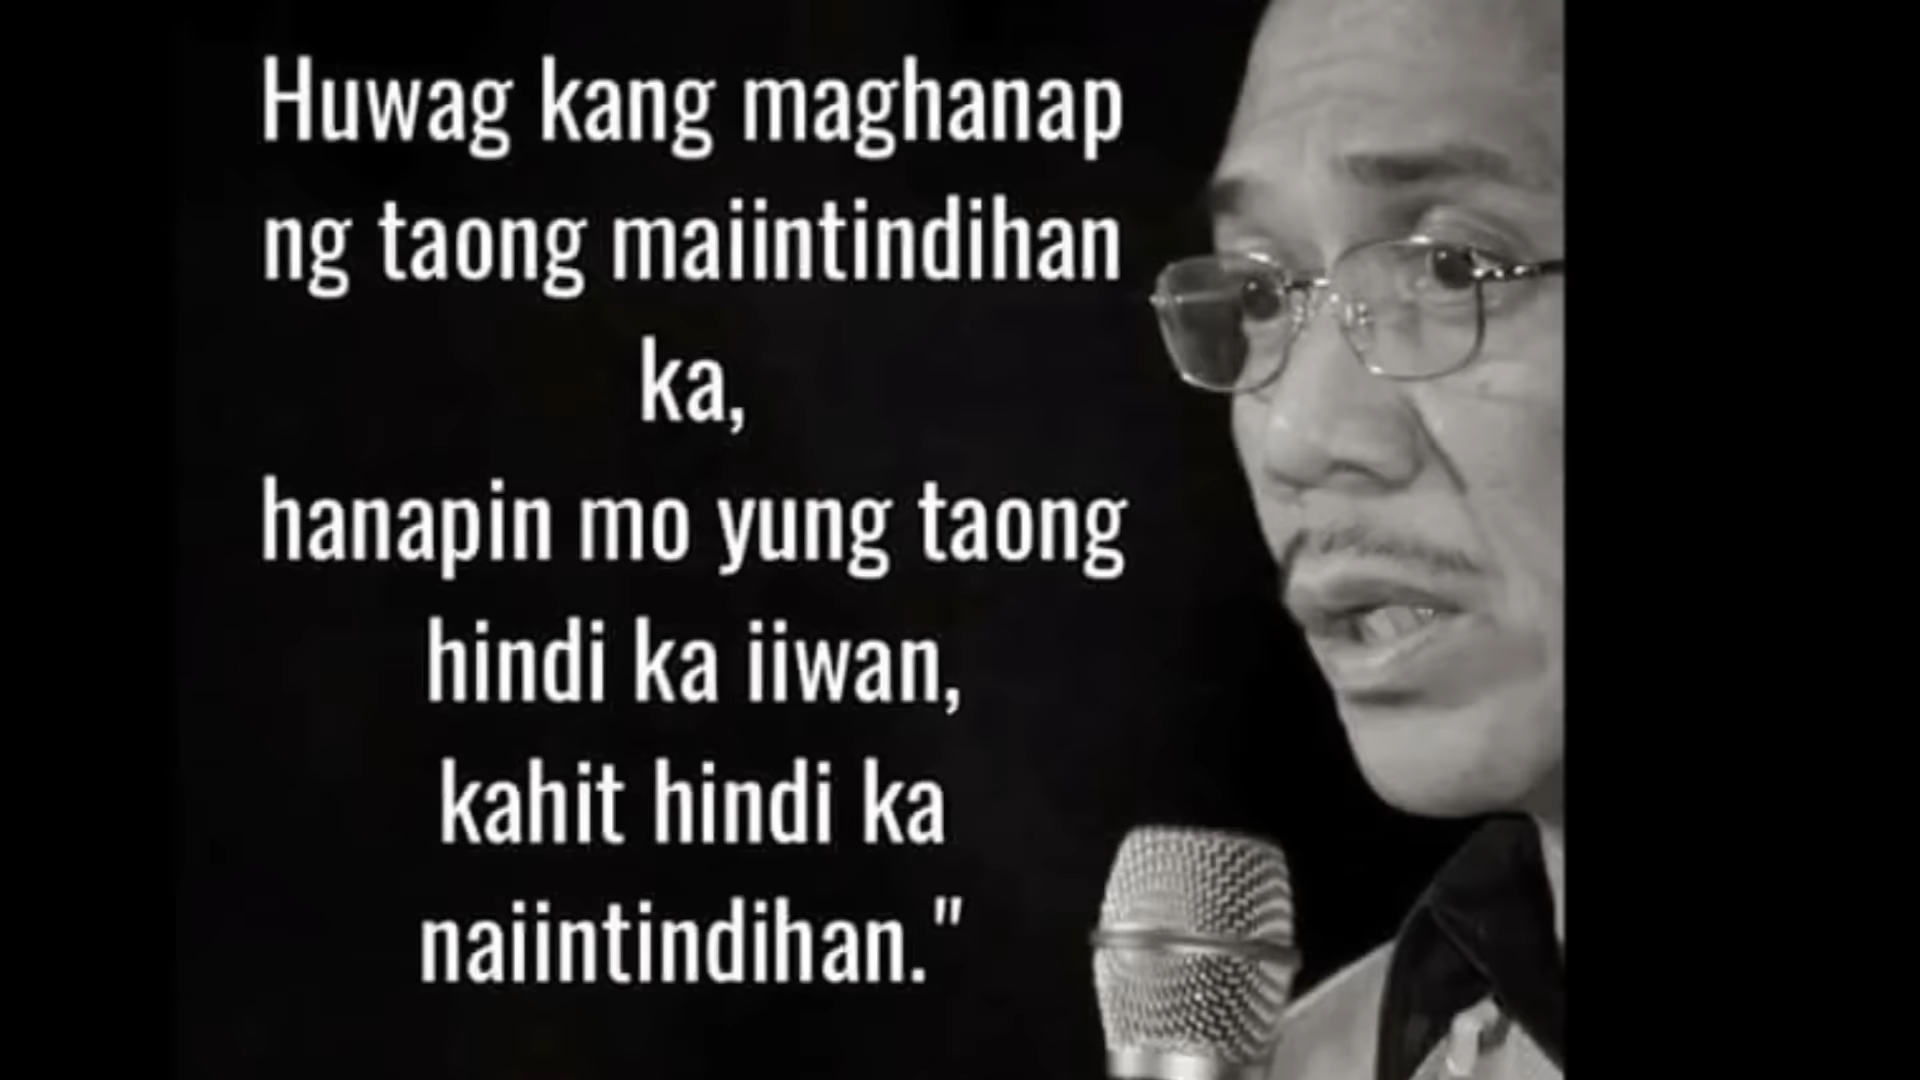 Huwag kang maghanap
ng taong maiintindihan
ka,
hanapin mo yung taong
hindi ka iiwan,
kahit hindi ka
naiintindihan."